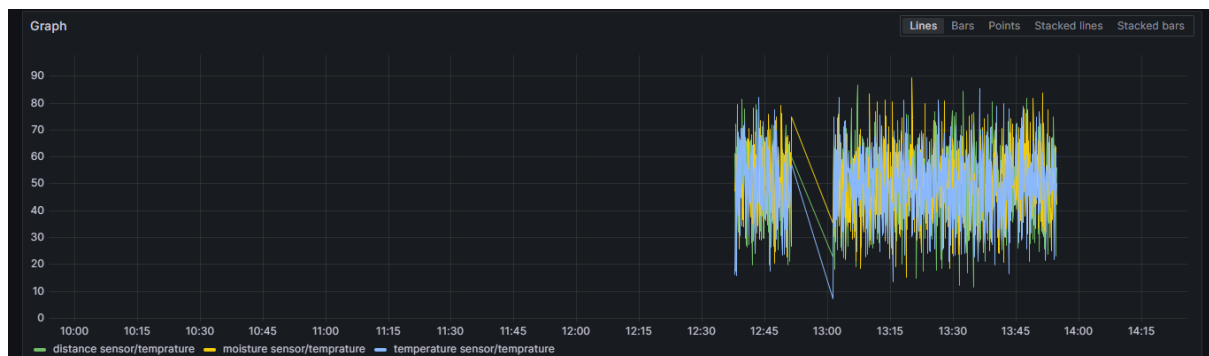 Graph
Lines Bars Points Stacked lines Stacked bars
90
80
70
60
50
40
30
20
10
0
10:00 10:15 10:30 10:45 11:00 11:15 11:30 11:45 12:00 12:15 12:30 12:45 13:00 13:15 13:30 13:45 14:00 14:15
distance sensor/temprature moisture sensor/temprature temperature sensor/temprature